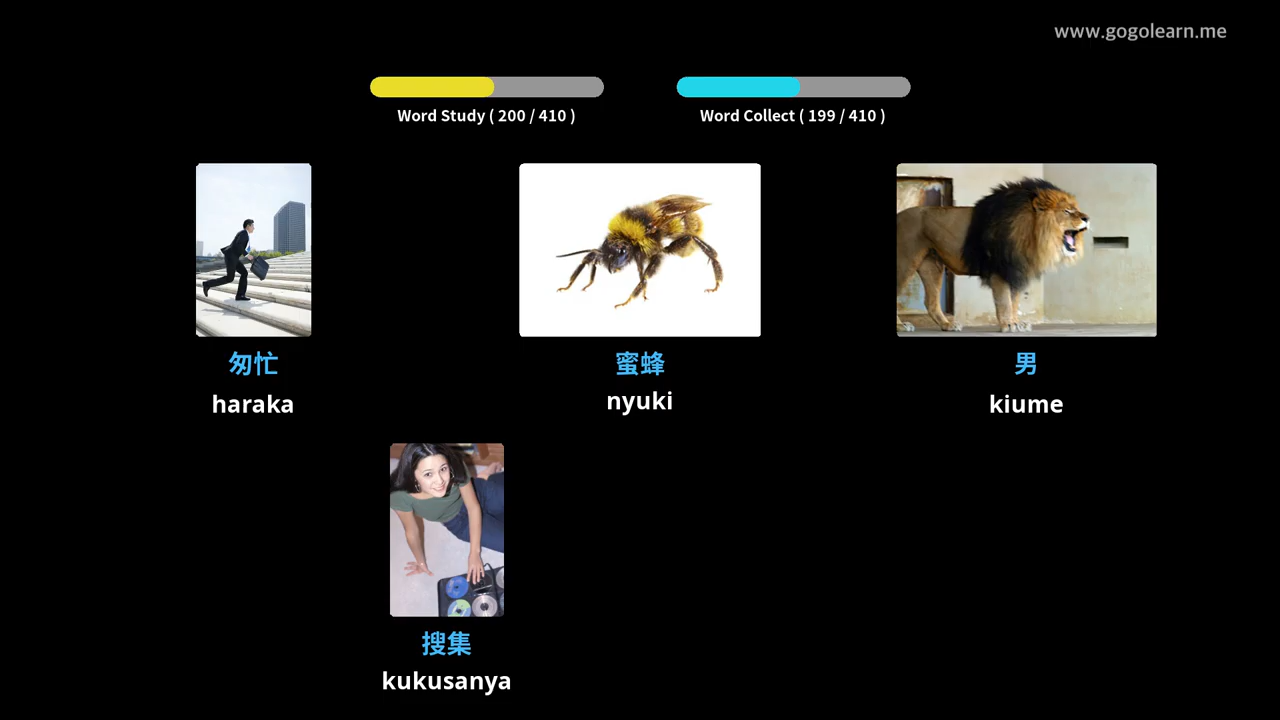 www.gogolearn.me
Word Study ( 200 / 410 )
Word Collect ( 199 / 410 )
匆忙
haraka
蜜蜂
nyuki
男
kiume
搜集
kukusanya